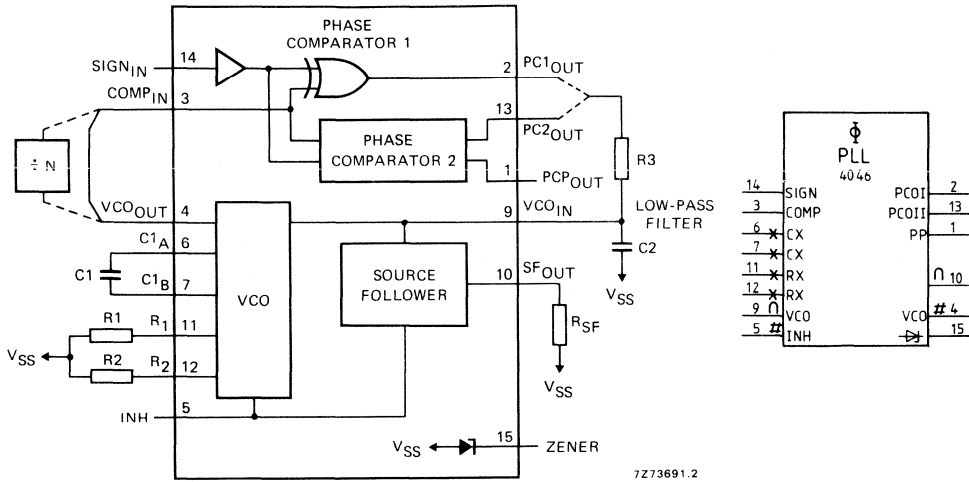 PHASE
COMPARATOR 1
SIGN_IN
14
COMP_IN
3
2
PC1_OUT
13
PC2_OUT
PHASE
COMPARATOR 2
1
PCP_OUT
÷ N
R3
VCO_OUT
4
9
VCO_IN
LOW-PASS
FILTER
C1_A
6
C1
C1_B
7
VCO
SOURCE
FOLLOWER
10
SF_OUT
C2
V_SS
R1
R_1
11
R_SF
V_SS
R2
R_2
12
V_SS
INH
5
V_SS
15
ZENER
7Z73691.2
Φ
PLL
4046
14 SIGN
3 COMP
6 CX
7 CX
11 RX
12 RX
9 ∩ VCO
5 # INH
PCOI 2
PCOII 13
PP 1
∩ 10
VCO # 4
15